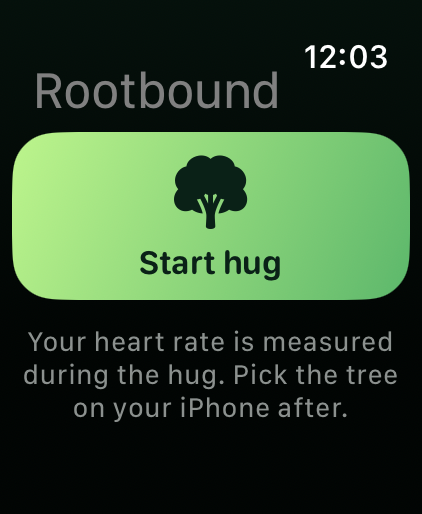 12:03
Rootbound
Start hug
Your heart rate is measured
during the hug. Pick the tree
on your iPhone after.